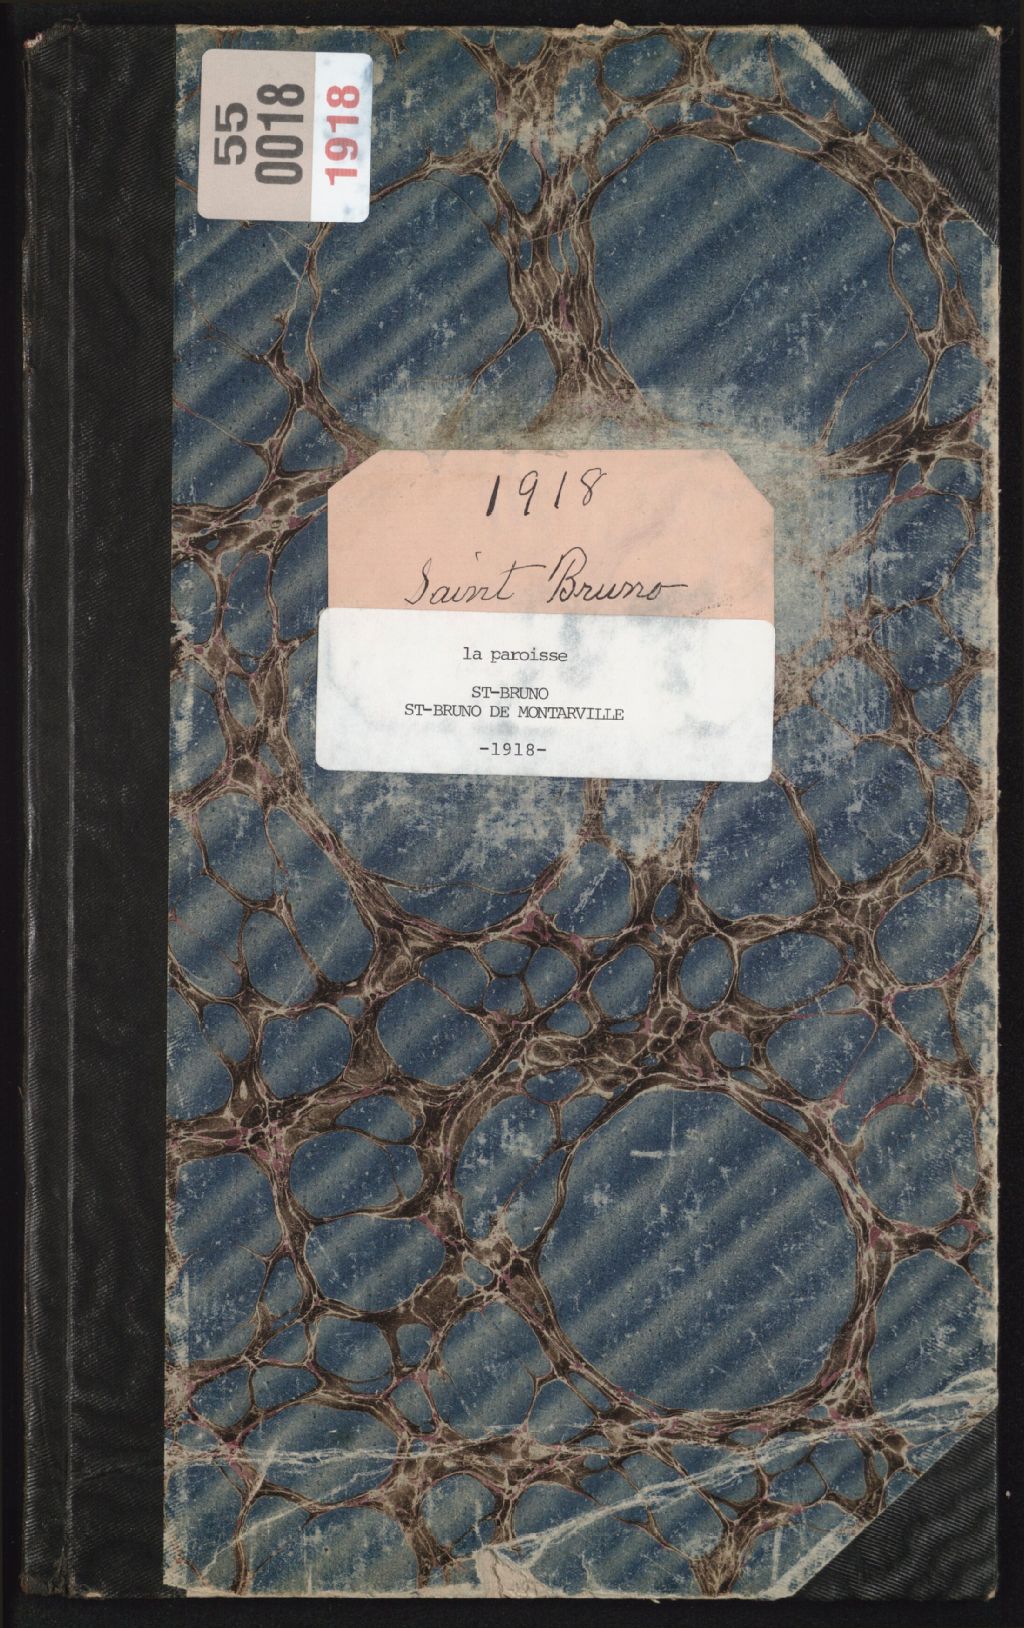 55
0018
1918
1918
Saint Bruno
la paroisse
ST-BRUNO
ST-BRUNO DE MONTARVILLE
-1918-